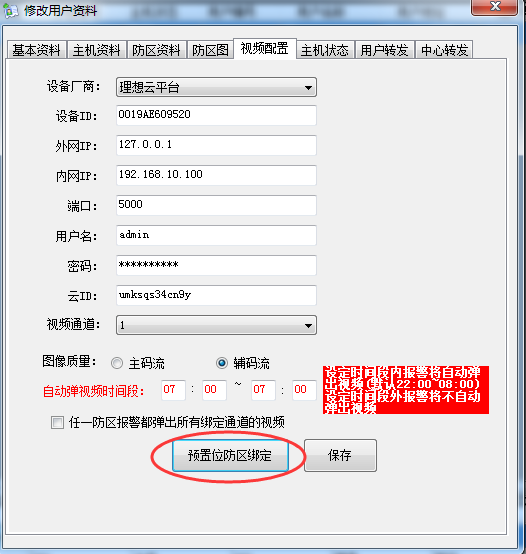 修改用户资料
基本资料 主机资料 防区资料 防区图 视频配置 主机状态 用户转发 中心转发
设备厂商： 理想云平台
设备ID： 0019AE609520
外网IP： 127.0.0.1
内网IP： 192.168.10.100
端口： 5000
用户名： admin
密码： **********
云ID： umksqs34cn9y
视频通道： 1
图像质量： 主码流 辅码流
自动弹视频时间段： 07 : 00 ~ 07 : 00
设定时间段内报警将自动弹
出视频(默认22:00~08:00)
设定时间段外报警将不自动
弹出视频
任一防区报警都弹出所有绑定通道的视频
预置位防区绑定 保存